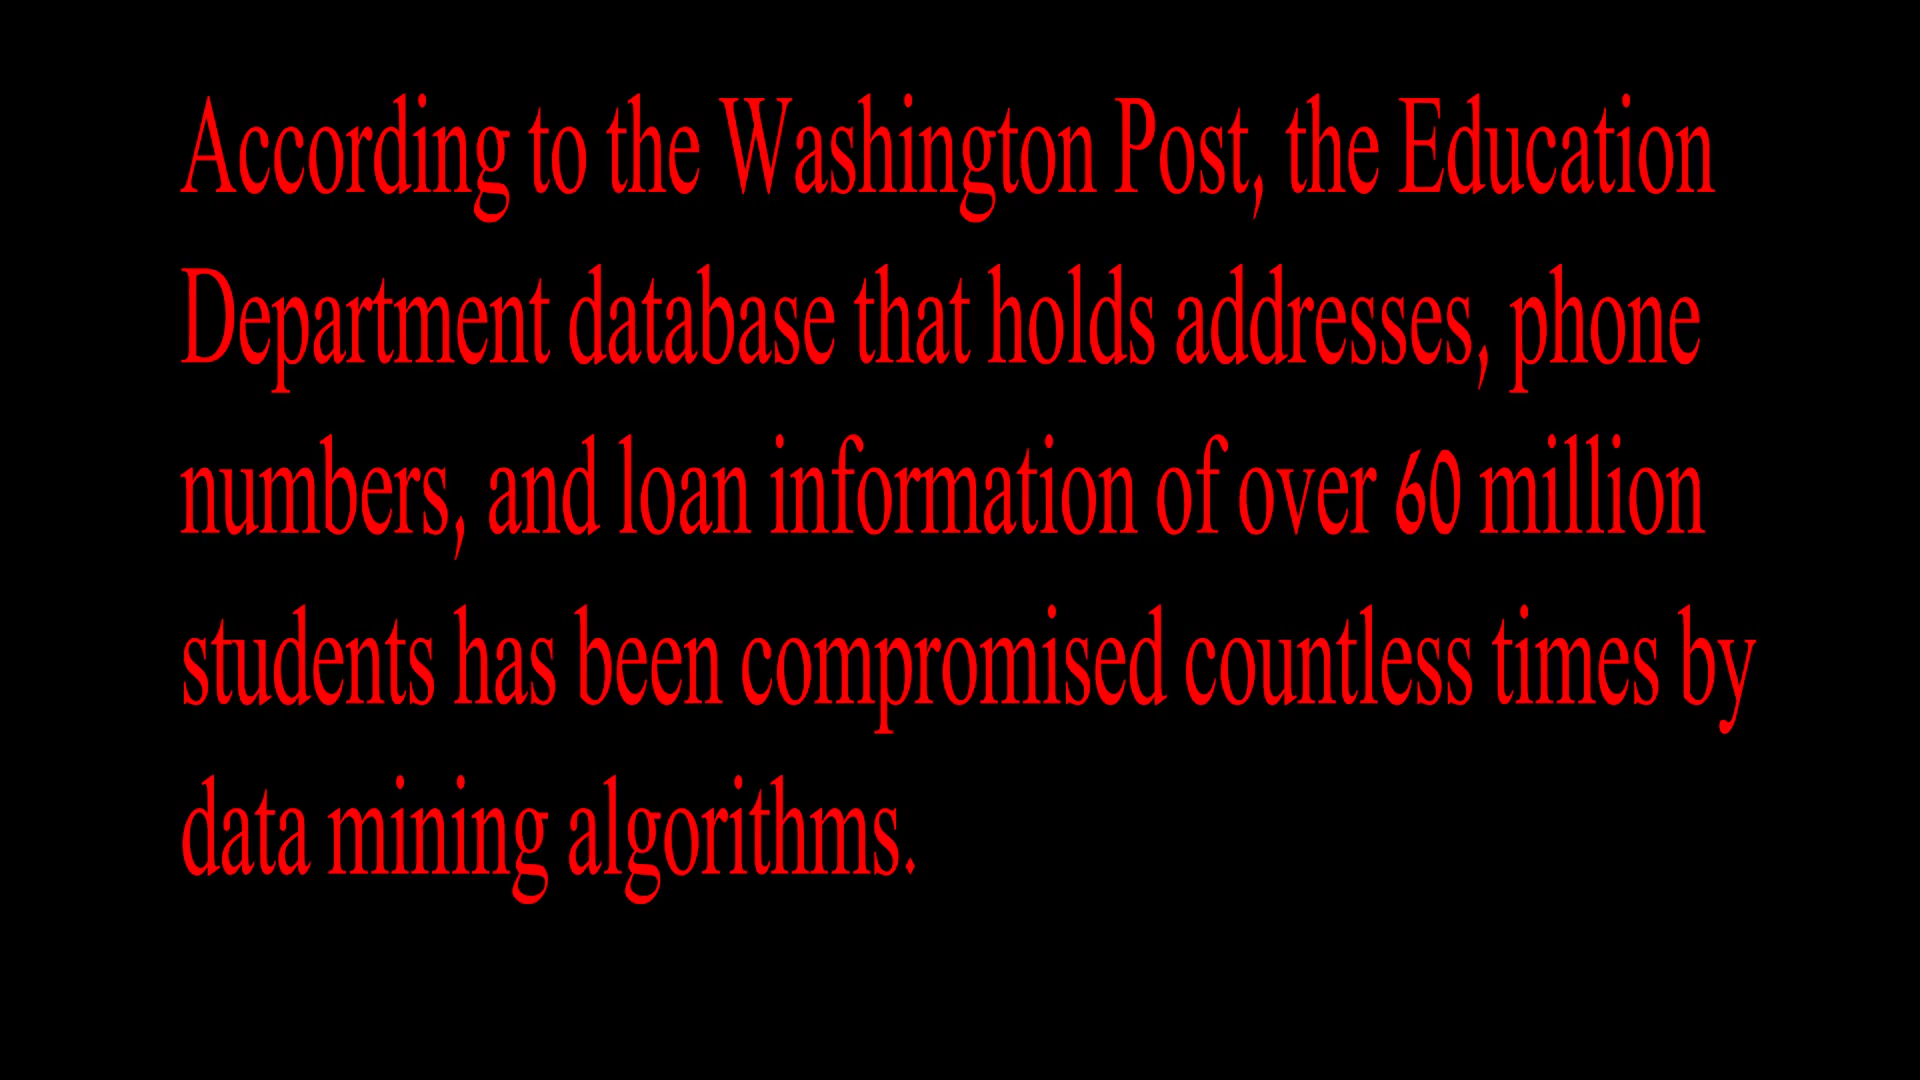 According to the Washington Post, the Education
Department database that holds addresses, phone
numbers, and loan information of over 60 million
students has been compromised countless times by
data mining algorithms.